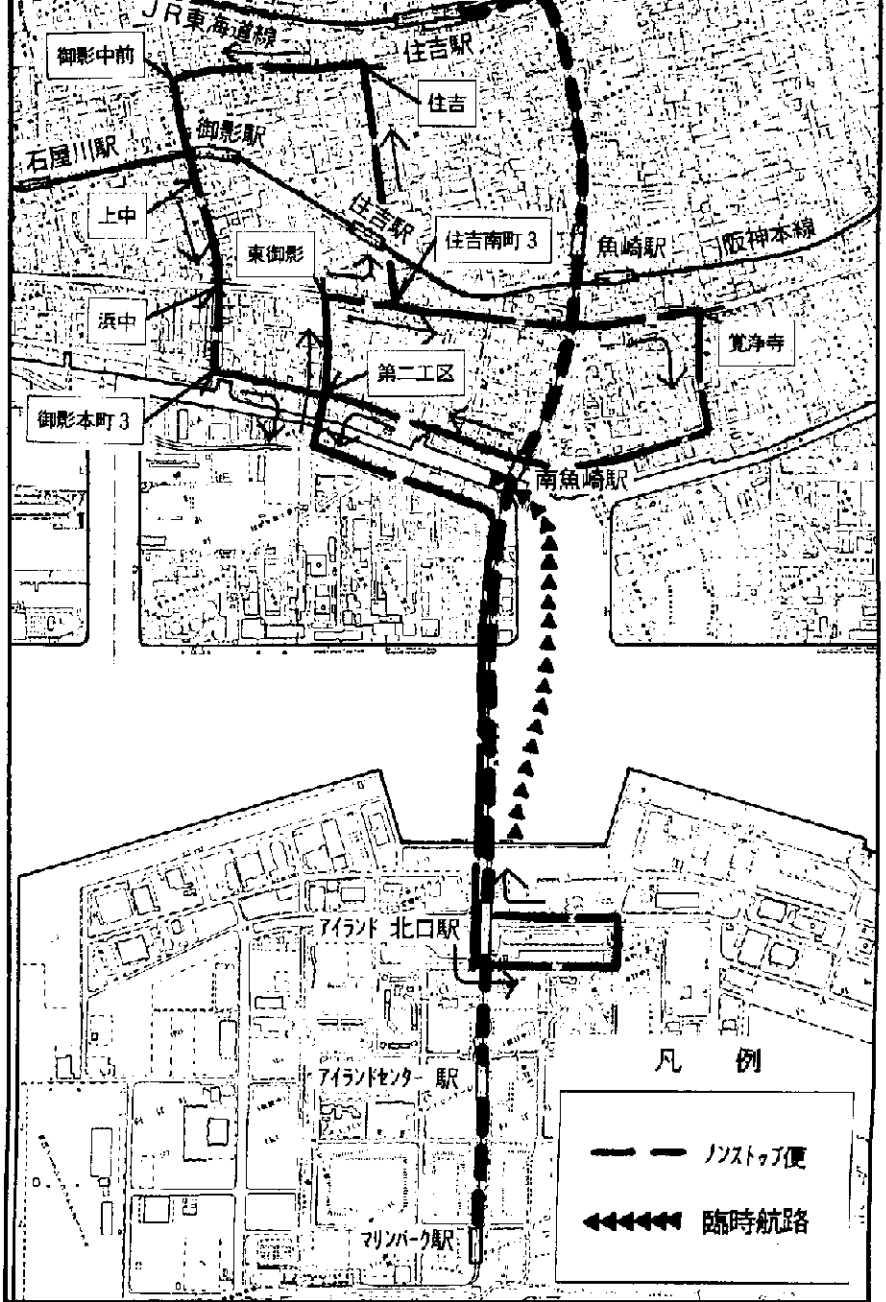 JR東海道線
住吉駅
御影中前
住吉
御影駅
石屋川駅
上中
住吉駅
住吉南町3
魚崎駅
阪神本線
東御影
浜中
覚浄寺
第二工区
御影本町3
南魚崎駅
アイランド 北口駅
凡 例
アイランドセンター 駅
ノンストップ便
臨時航路
マリンパーク駅